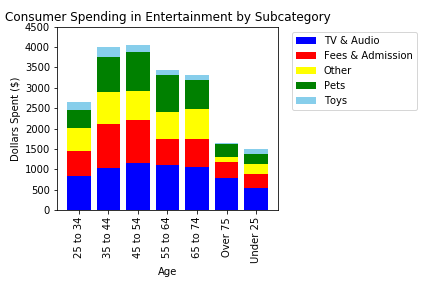 Consumer Spending in Entertainment by Subcategory
4500
4000
3500
3000
2500
2000
1500
1000
500
0
Dollars Spent ($)
25 to 34
35 to 44
45 to 54
55 to 64
65 to 74
Over 75
Under 25
Age
TV & Audio
Fees & Admission
Other
Pets
Toys